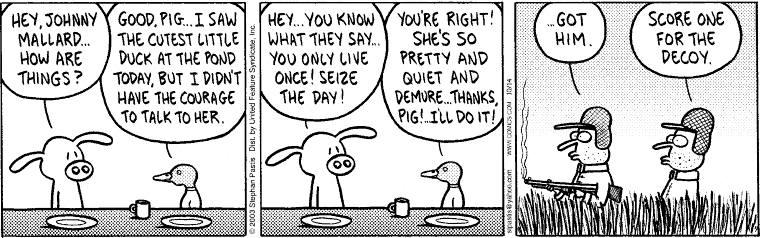 HEY, JOHNNY
MALLARD...
HOW ARE
THINGS?
GOOD, PIG...I SAW
THE CUTEST LITTLE
DUCK AT THE POND
TODAY, BUT I DIDN'T
HAVE THE COURAGE
TO TALK TO HER.
© 2003 Stephan Pastis Dist. by United Feature Syndicate, Inc.
HEY...YOU KNOW
WHAT THEY SAY...
YOU ONLY LIVE
ONCE! SEIZE
THE DAY!
YOU'RE RIGHT!
SHE'S SO
PRETTY AND
QUIET AND
DEMURE...THANKS,
PIG!..I'LL DO IT!
www.comics.com 10/14
...GOT
HIM.
SCORE ONE
FOR THE
DECOY.